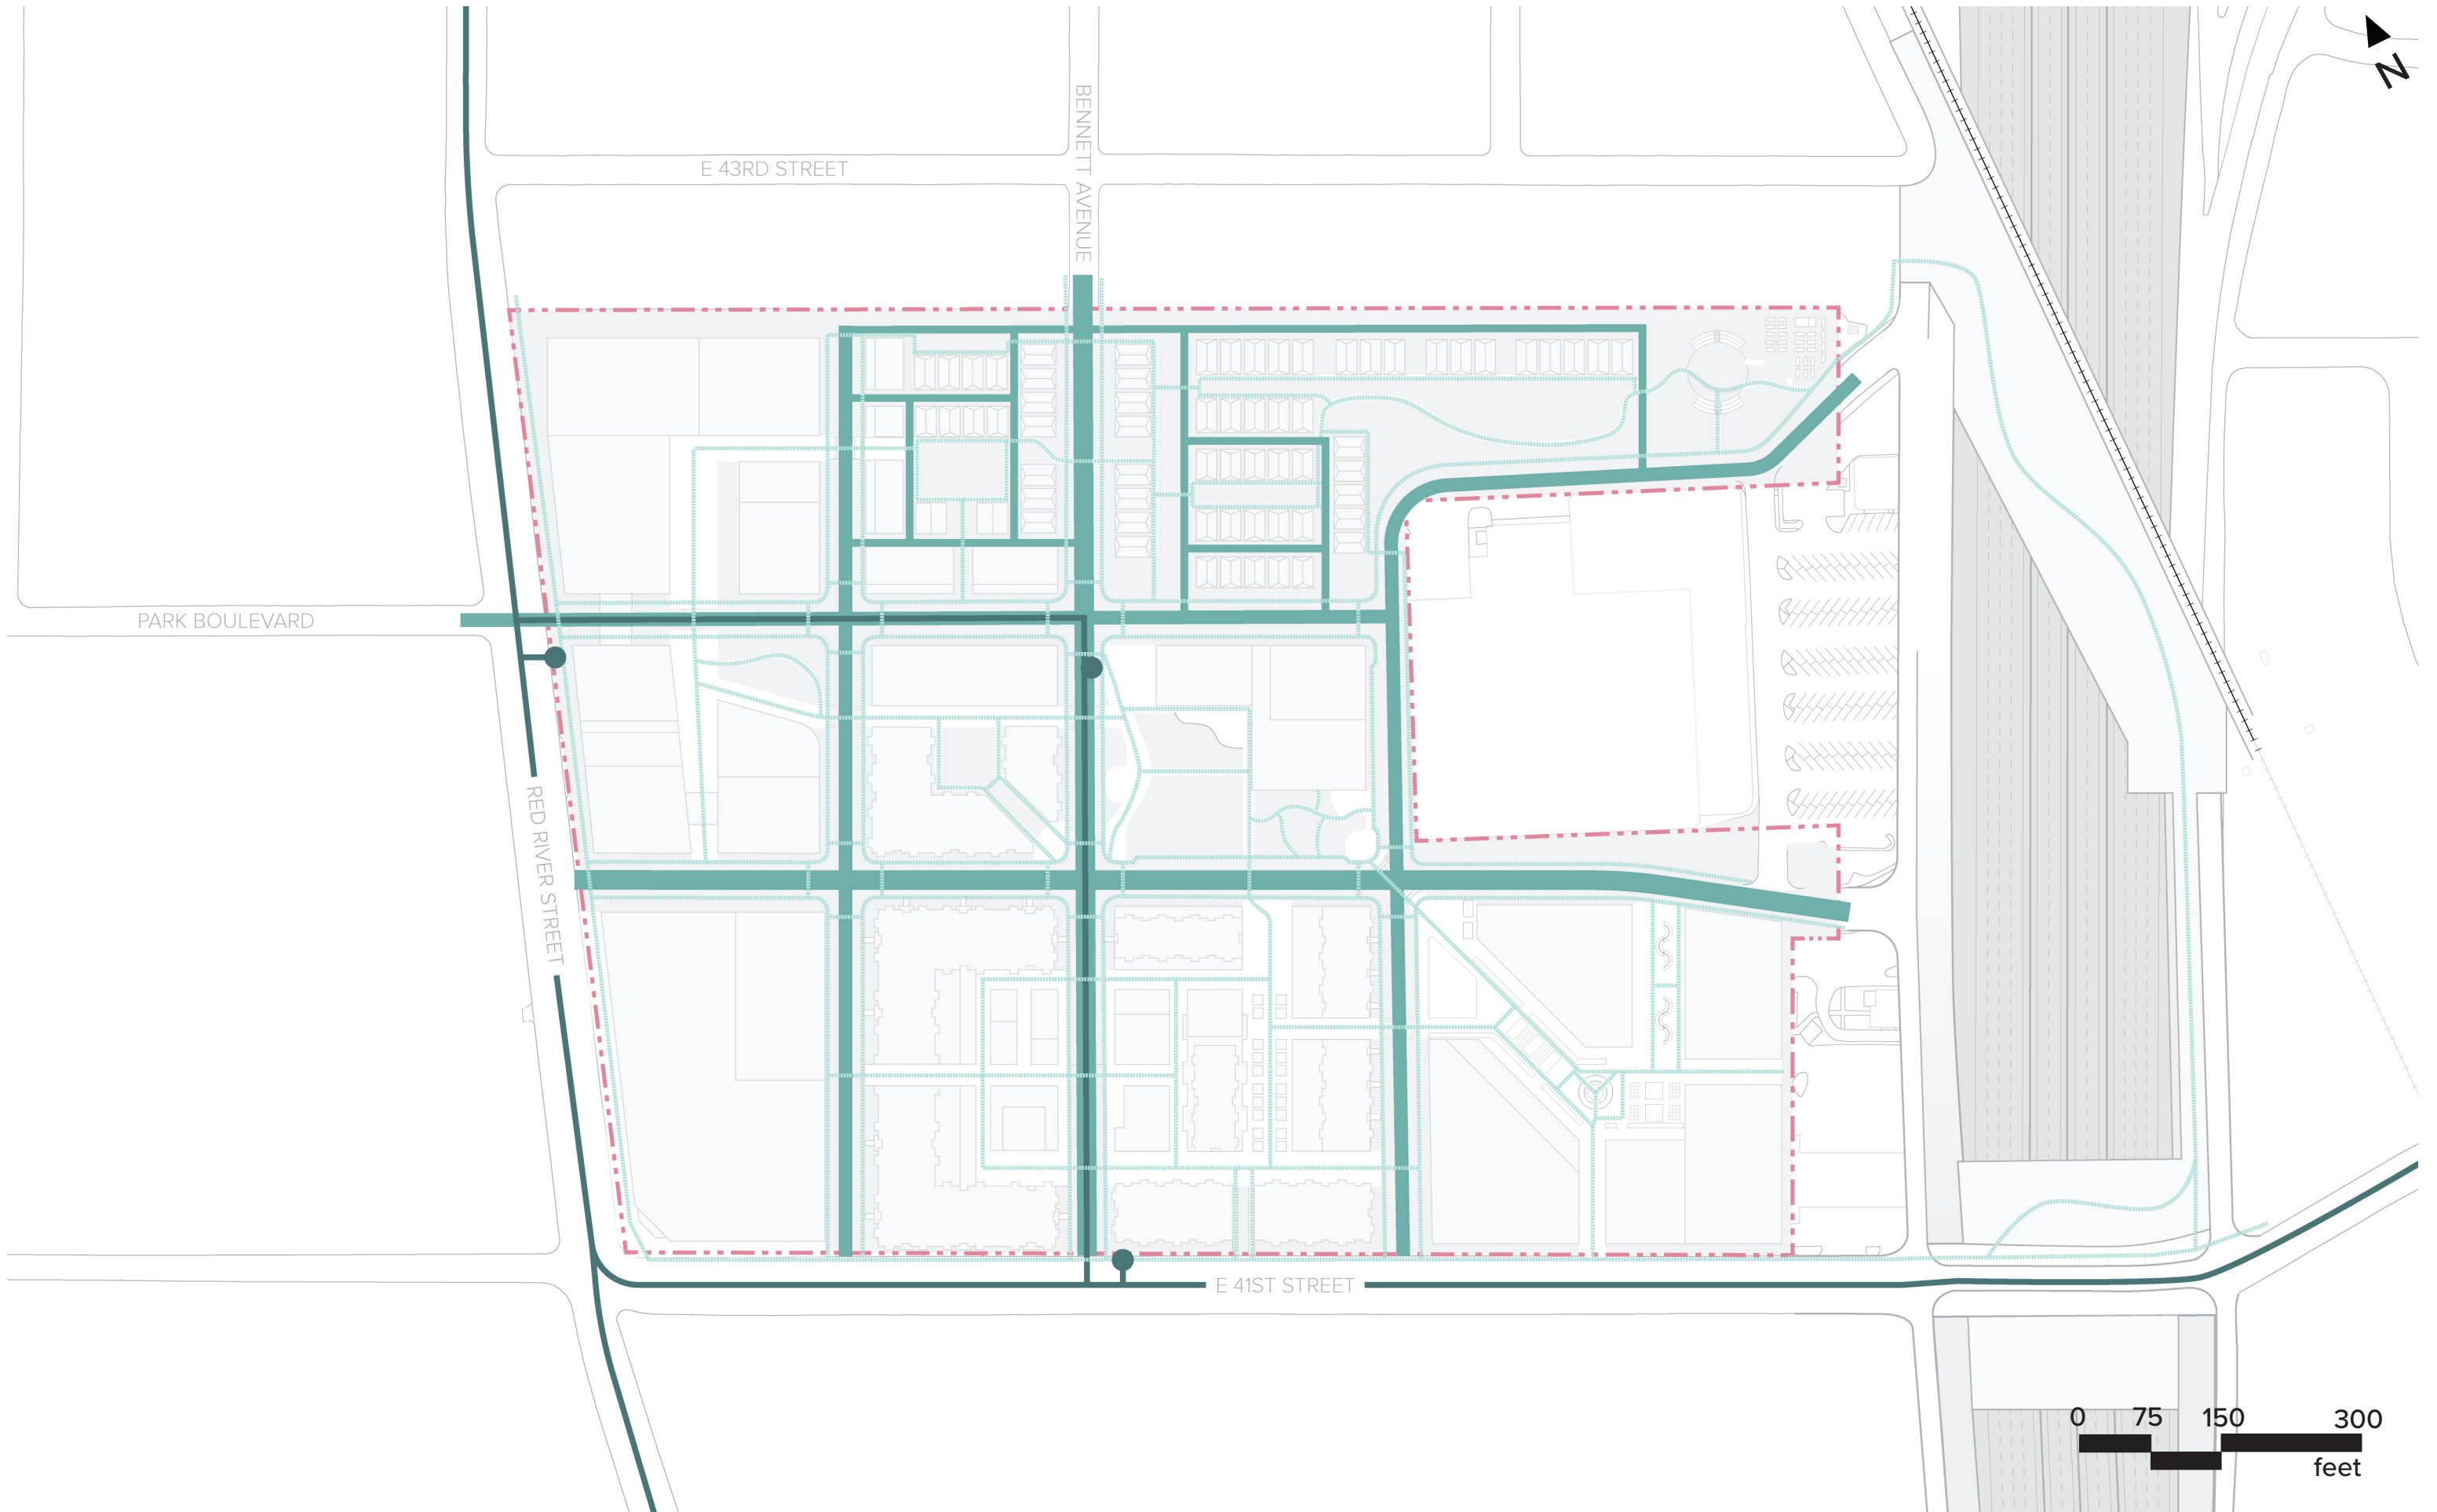 N
BENNETT AVENUE
E 43RD STREET
PARK BOULEVARD
RED RIVER STREET
E 41ST STREET
0 75 150 300
feet